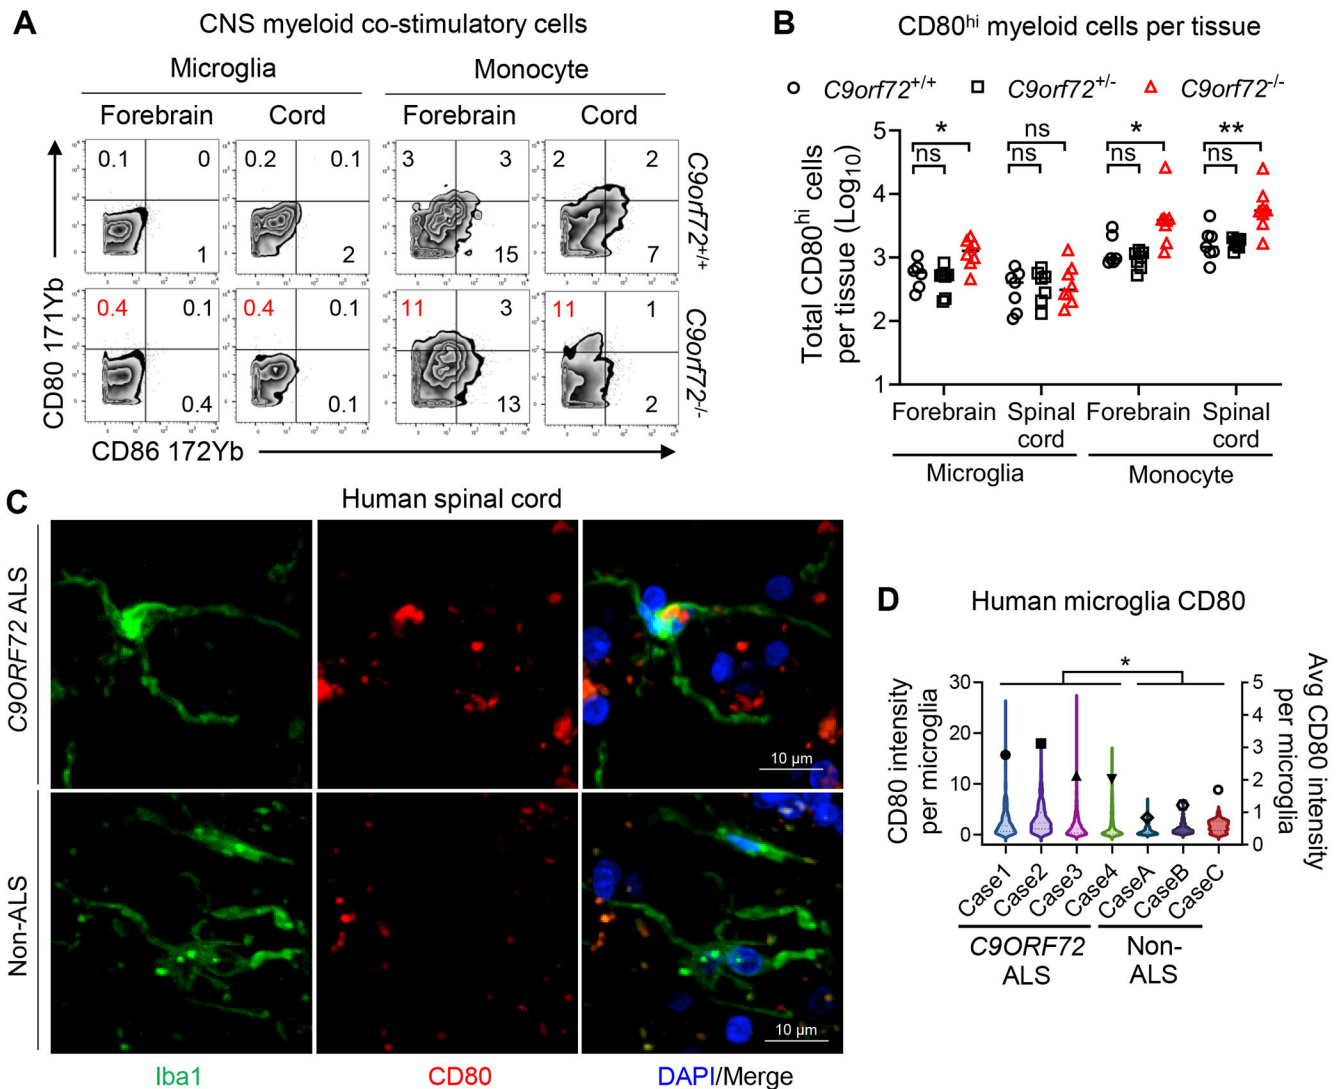 A
CNS myeloid co-stimulatory cells
Microglia Monocyte
Forebrain Cord Forebrain Cord
0.1 0 0.2 0.1 3 3 2 2
1 2 15 7
C9orf72+/+
0.4 0.1 0.4 0.1 11 3 11 1
0.4 0.1 13 2
C9orf72-/-
CD80 171Yb
CD86 172Yb
B
CD80hi myeloid cells per tissue
C9orf72+/+ C9orf72+/- C9orf72-/-
Total CD80hi cells
per tissue (Log10)
5
4
3
2
1
* ns * **
ns ns ns ns
Forebrain Spinal cord Forebrain Spinal cord
Microglia Monocyte
C
Human spinal cord
C9ORF72 ALS
10 µm
Non-ALS
10 µm
Iba1 CD80 DAPI/Merge
D
Human microglia CD80
*
CD80 intensity
per microglia
30
20
10
0
5
4
3
2
1
0
Avg CD80 intensity
per microglia
Case1 Case2 Case3 Case4 CaseA CaseB CaseC
C9ORF72 Non-
ALS ALS